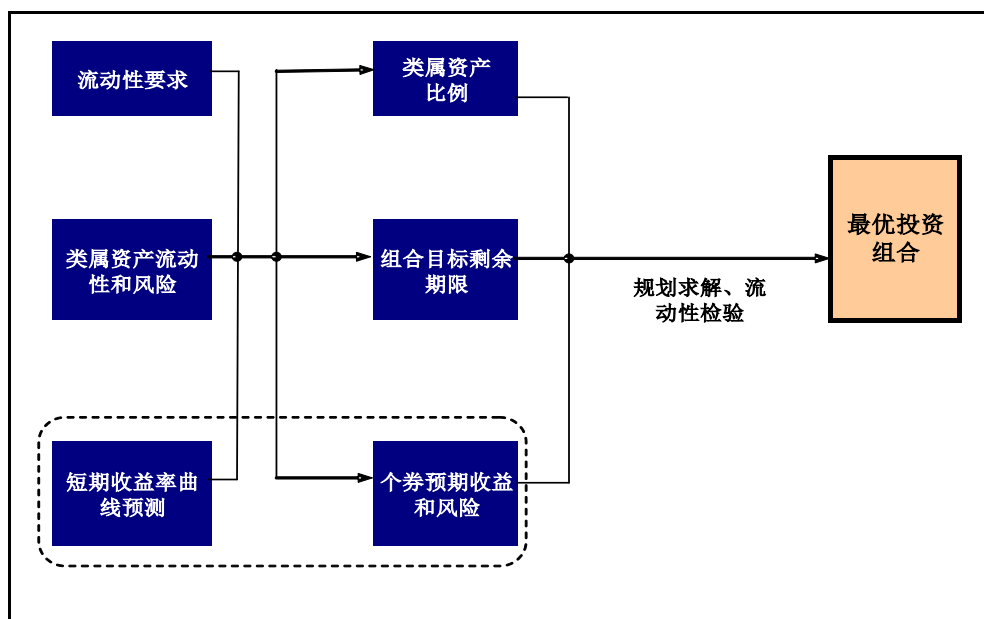 流动性要求
类属资产
比例
类属资产流动
性和风险
组合目标剩余
期限
最优投资
组合
规划求解、流
动性检验
短期收益率曲
线预测
个券预期收益
和风险